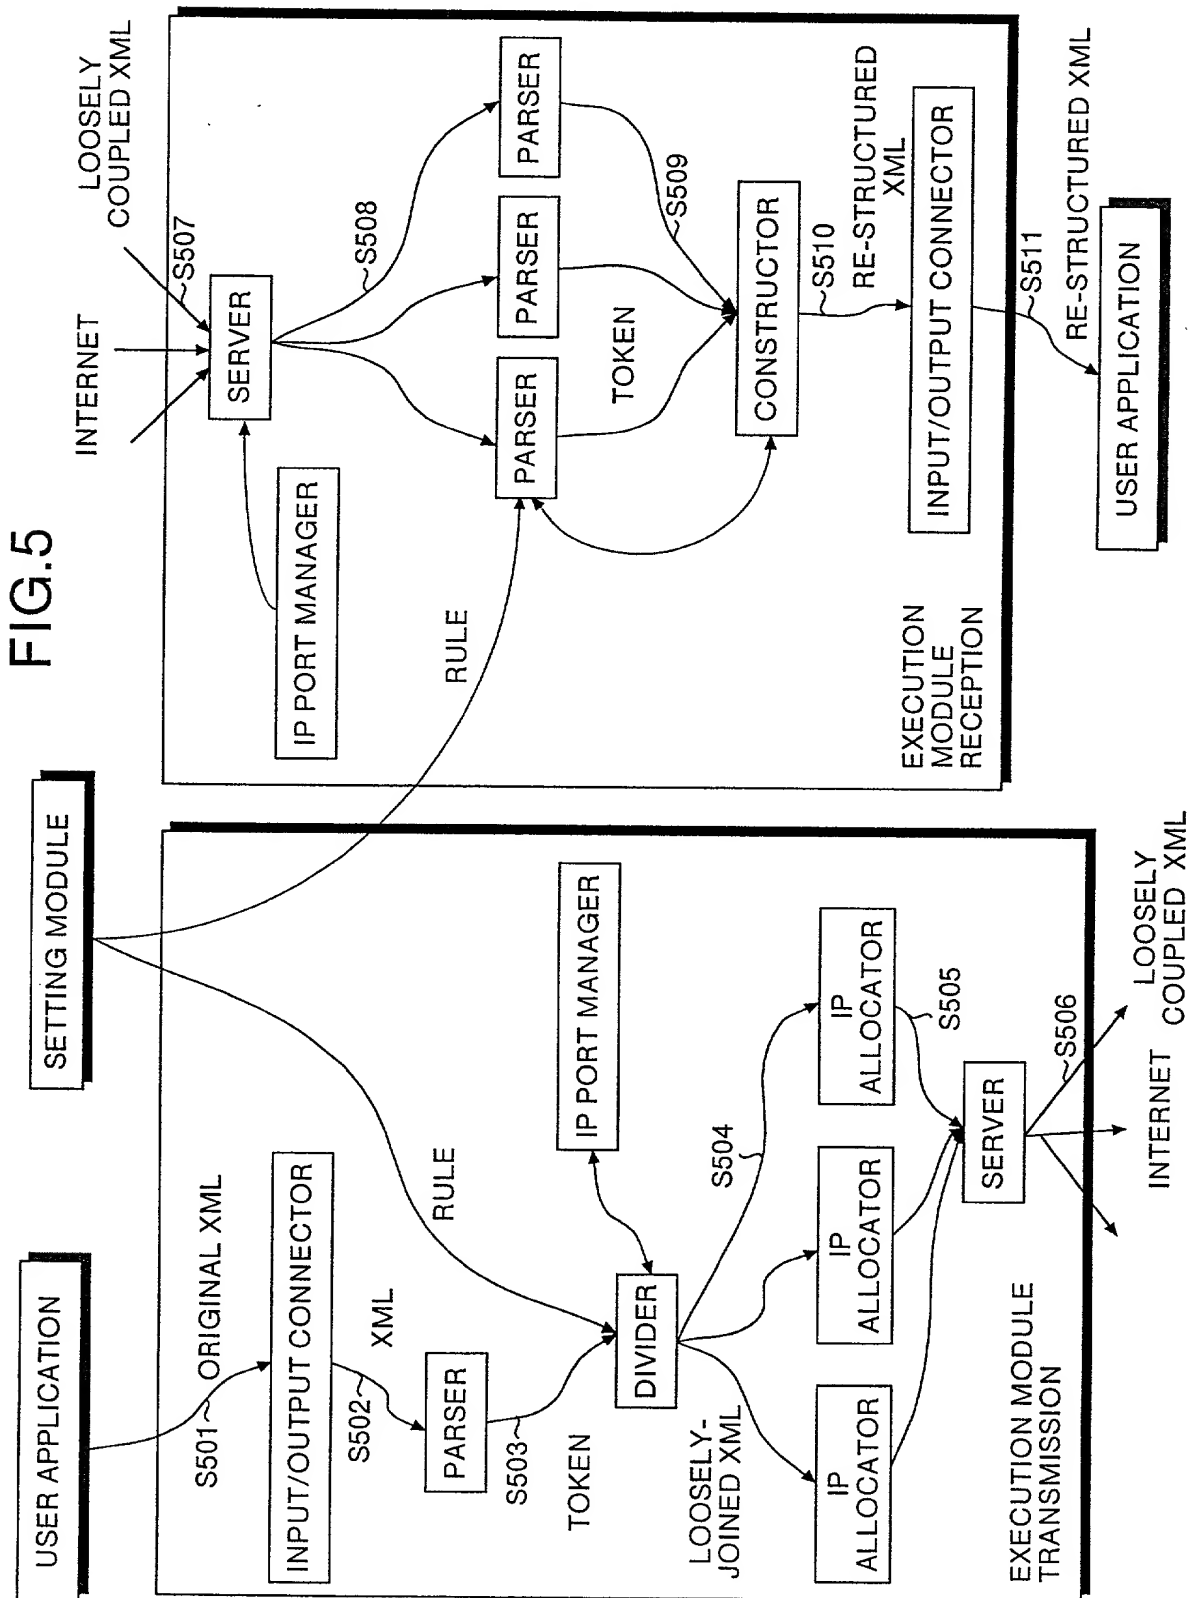 FIG.5
USER APPLICATION
S501
ORIGINAL XML
INPUT/OUTPUT CONNECTOR
S502
XML
PARSER
S503
TOKEN
SETTING MODULE
RULE
RULE
DIVIDER
IP PORT MANAGER
LOOSELY-
JOINED XML
S504
IP
ALLOCATOR
IP
ALLOCATOR
IP
ALLOCATOR
S505
SERVER
S506
EXECUTION MODULE
TRANSMISSION
INTERNET
LOOSELY
COUPLED XML
INTERNET
LOOSELY
COUPLED XML
S507
SERVER
IP PORT MANAGER
S508
PARSER
PARSER
PARSER
TOKEN
S509
CONSTRUCTOR
S510
RE-STRUCTURED
XML
INPUT/OUTPUT CONNECTOR
EXECUTION
MODULE
RECEPTION
S511
RE-STRUCTURED XML
USER APPLICATION